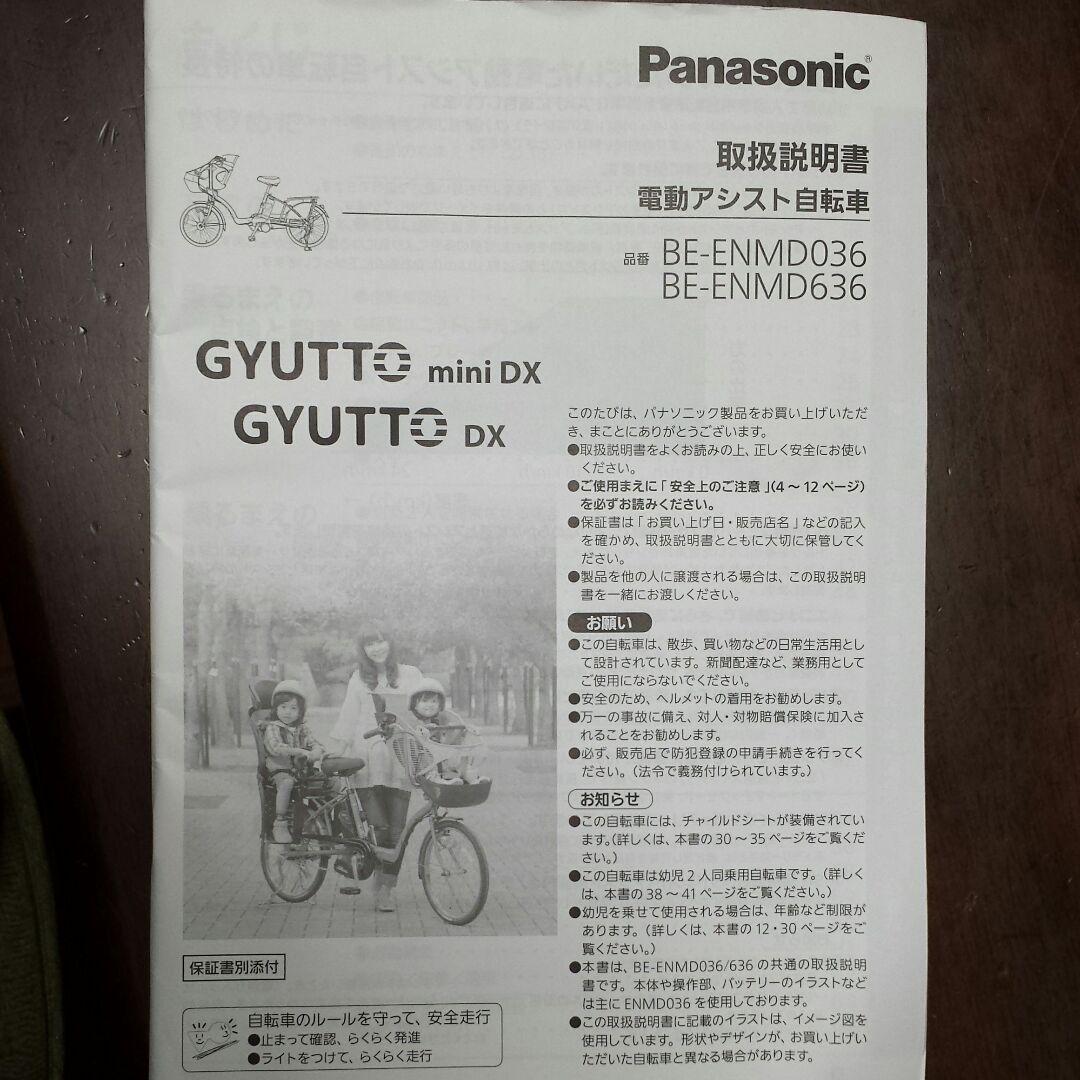 Panasonic®
取扱説明書
電動アシスト自転車
品番 BE-ENMD036
BE-ENMD636
GYUTTO mini DX
GYUTTO DX
このたびは、パナソニック製品をお買い上げいただ
き、まことにありがとうございます。
●取扱説明書をよくお読みの上、正しく安全にお使い
ください。
●ご使用まえに「安全上のご注意」(4～12ページ)
を必ずお読みください。
●保証書は「お買い上げ日・販売店名」などの記入
を確かめ、取扱説明書とともに大切に保管してく
ださい。
●製品を他の人に譲渡される場合は、この取扱説明
書を一緒にお渡しください。
お願い
●この自転車は、散歩、買い物などの日常生活用とし
て設計されています。新聞配達など、業務用として
ご使用にならないでください。
●安全のため、ヘルメットの着用をお勧めします。
●万一の事故に備え、対人・対物賠償保険に加入さ
れることをお勧めします。
●必ず、販売店で防犯登録の申請手続きを行ってく
ださい。(法令で義務付けられています。)
お知らせ
●この自転車には、チャイルドシートが装備されてい
ます。(詳しくは、本書の30～35ページをご覧くだ
さい。)
●この自転車は幼児2人同乗用自転車です。(詳しく
は、本書の38～41ページをご覧ください。)
●幼児を乗せて使用される場合は、年齢など制限が
あります。(詳しくは、本書の12・30ページをご
覧ください。)
●本書は、BE-ENMD036/636の共通の取扱説明
書です。本体や操作部、バッテリーのイラストなど
は主にENMD036を使用しております。
●この取扱説明書に記載のイラストは、イメージ図を
使用しています。形状やデザインが、お買い上げい
ただいた自転車と異なる場合があります。
保証書別添付
自転車のルールを守って、安全走行
●止まって確認、らくらく発進
●ライトをつけて、らくらく走行